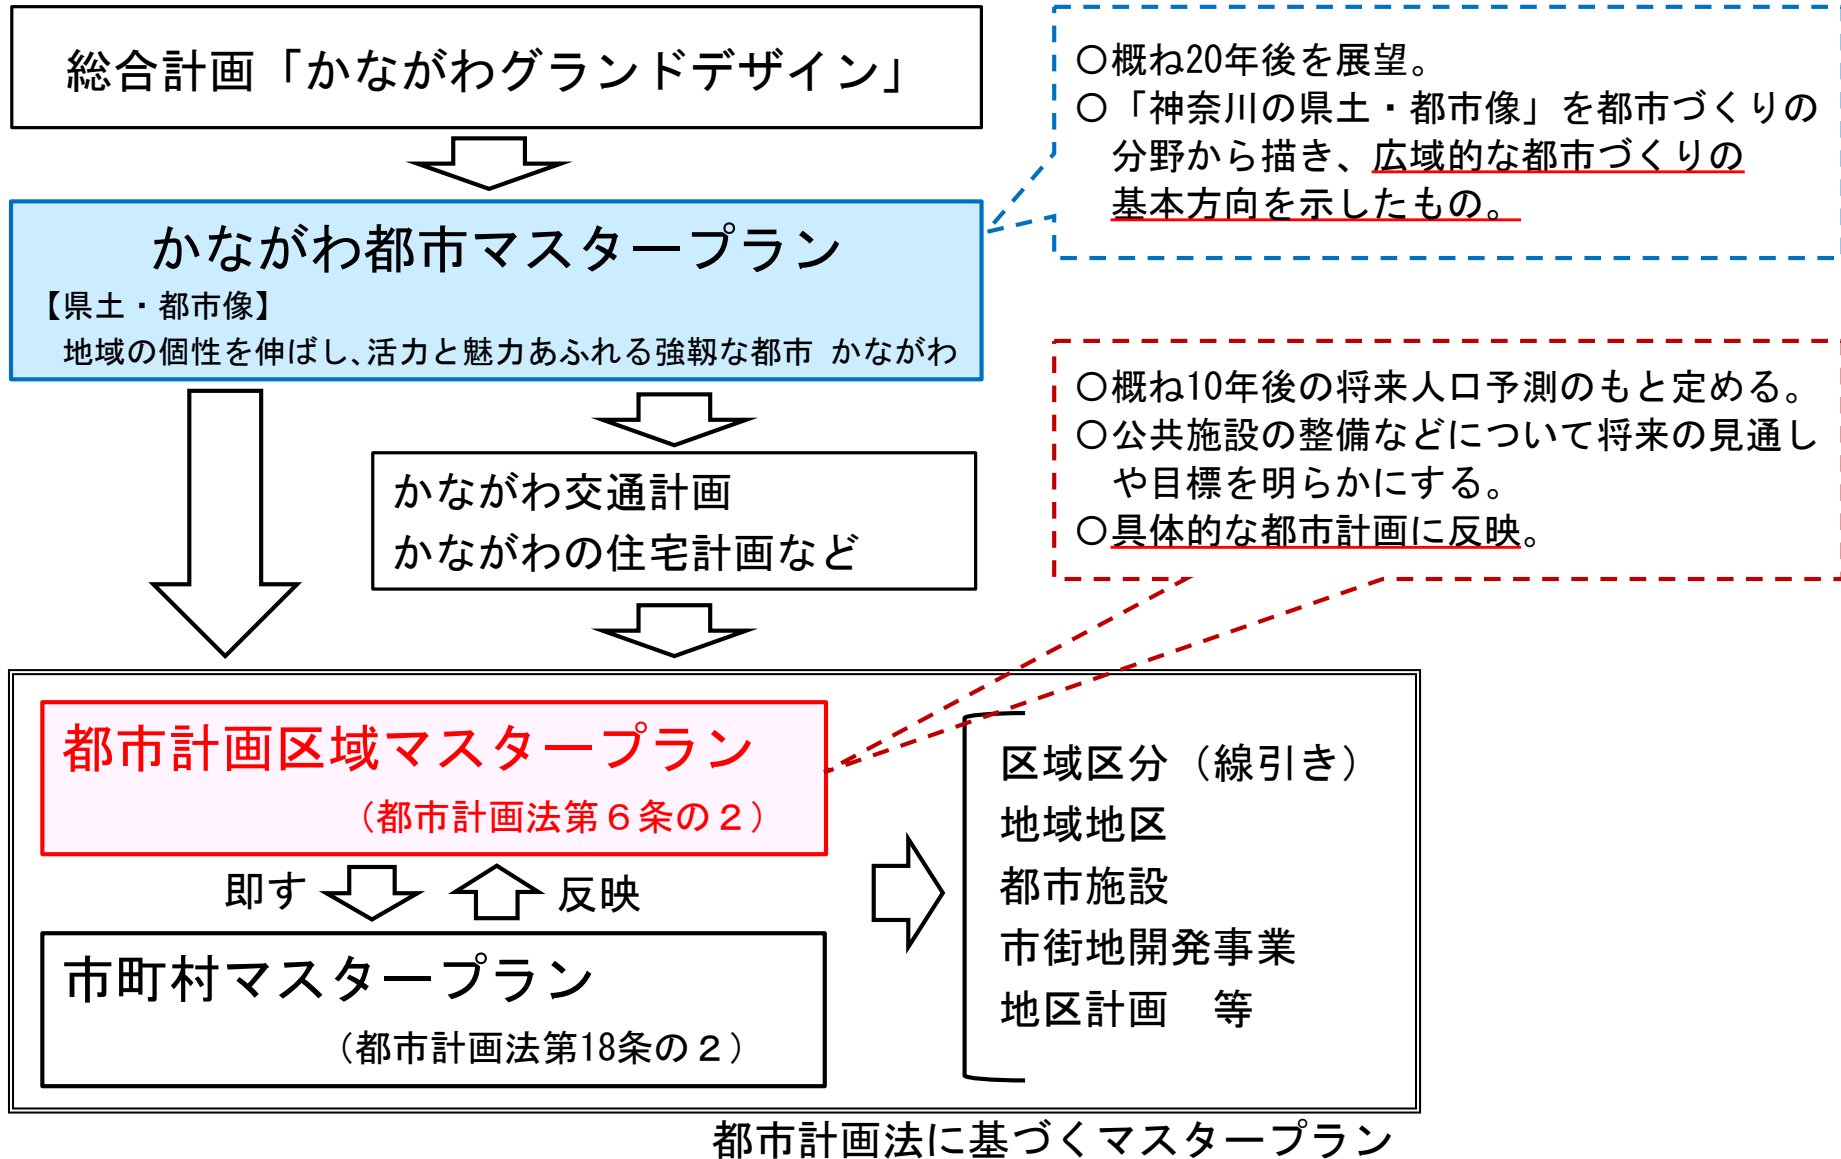 総合計画「かながわグランドデザイン」
〇概ね20年後を展望。
〇「神奈川の県土・都市像」を都市づくりの
分野から描き、広域的な都市づくりの
基本方向を示したもの。
かながわ都市マスタープラン
【県土・都市像】
地域の個性を伸ばし、活力と魅力あふれる強靭な都市 かながわ
〇概ね10年後の将来人口予測のもと定める。
〇公共施設の整備などについて将来の見通し
や目標を明らかにする。
〇具体的な都市計画に反映。
かながわ交通計画
かながわの住宅計画など
都市計画区域マスタープラン
（都市計画法第６条の２）
即す
反映
市町村マスタープラン
（都市計画法第18条の２）
区域区分（線引き）
地域地区
都市施設
市街地開発事業
地区計画　等
都市計画法に基づくマスタープラン